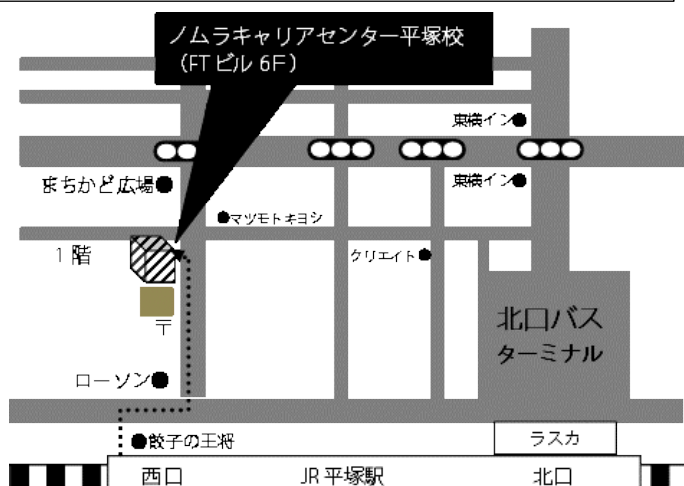 ノムラキャリアセンター平塚校
(FTビル 6F)
東横イン
まちかど広場
東横イン
マツモトキヨシ
1階
クリエイト
〒
北口バス
ターミナル
ローソン
餃子の王将
ラスカ
西口
JR平塚駅
北口